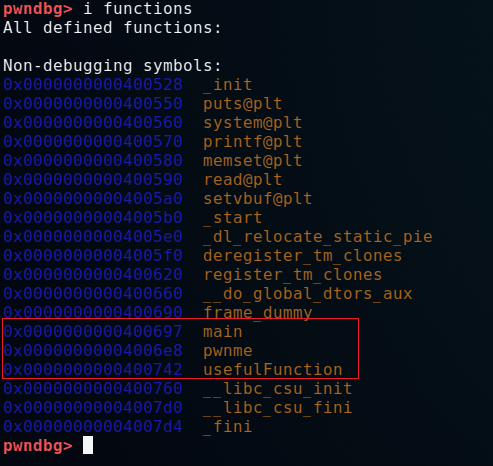 pwndbg> i functions
All defined functions:
Non-debugging symbols:
0x0000000000400528  _init
0x0000000000400550  puts@plt
0x0000000000400560  system@plt
0x0000000000400570  printf@plt
0x0000000000400580  memset@plt
0x0000000000400590  read@plt
0x00000000004005a0  setvbuf@plt
0x00000000004005b0  _start
0x00000000004005e0  _dl_relocate_static_pie
0x00000000004005f0  deregister_tm_clones
0x0000000000400620  register_tm_clones
0x0000000000400660  __do_global_dtors_aux
0x0000000000400690  frame_dummy
0x0000000000400697  main
0x00000000004006e8  pwnme
0x0000000000400742  usefulFunction
0x0000000000400760  __libc_csu_init
0x00000000004007d0  __libc_csu_fini
0x00000000004007d4  _fini
pwndbg>